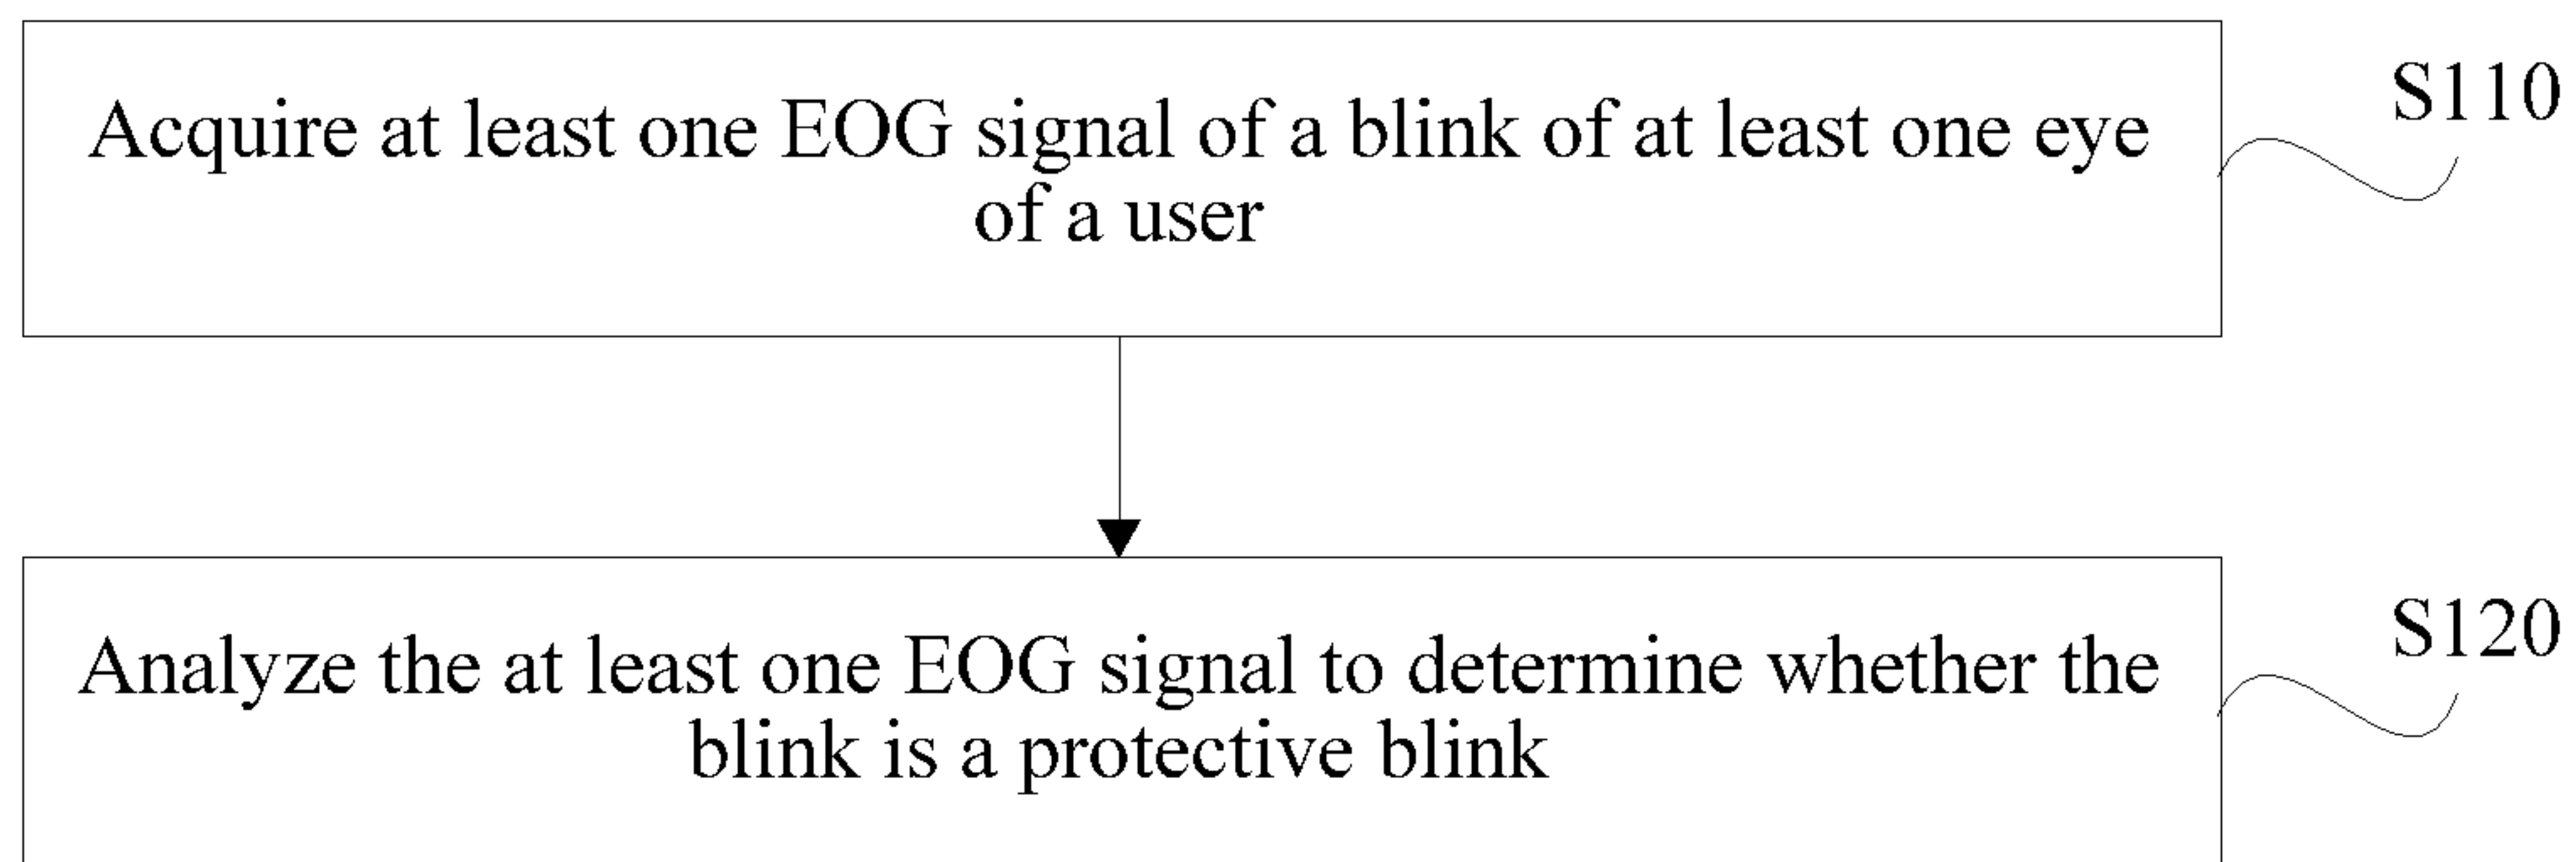 Acquire at least one EOG signal of a blink of at least one eye
of a user
S110
Analyze the at least one EOG signal to determine whether the
blink is a protective blink
S120